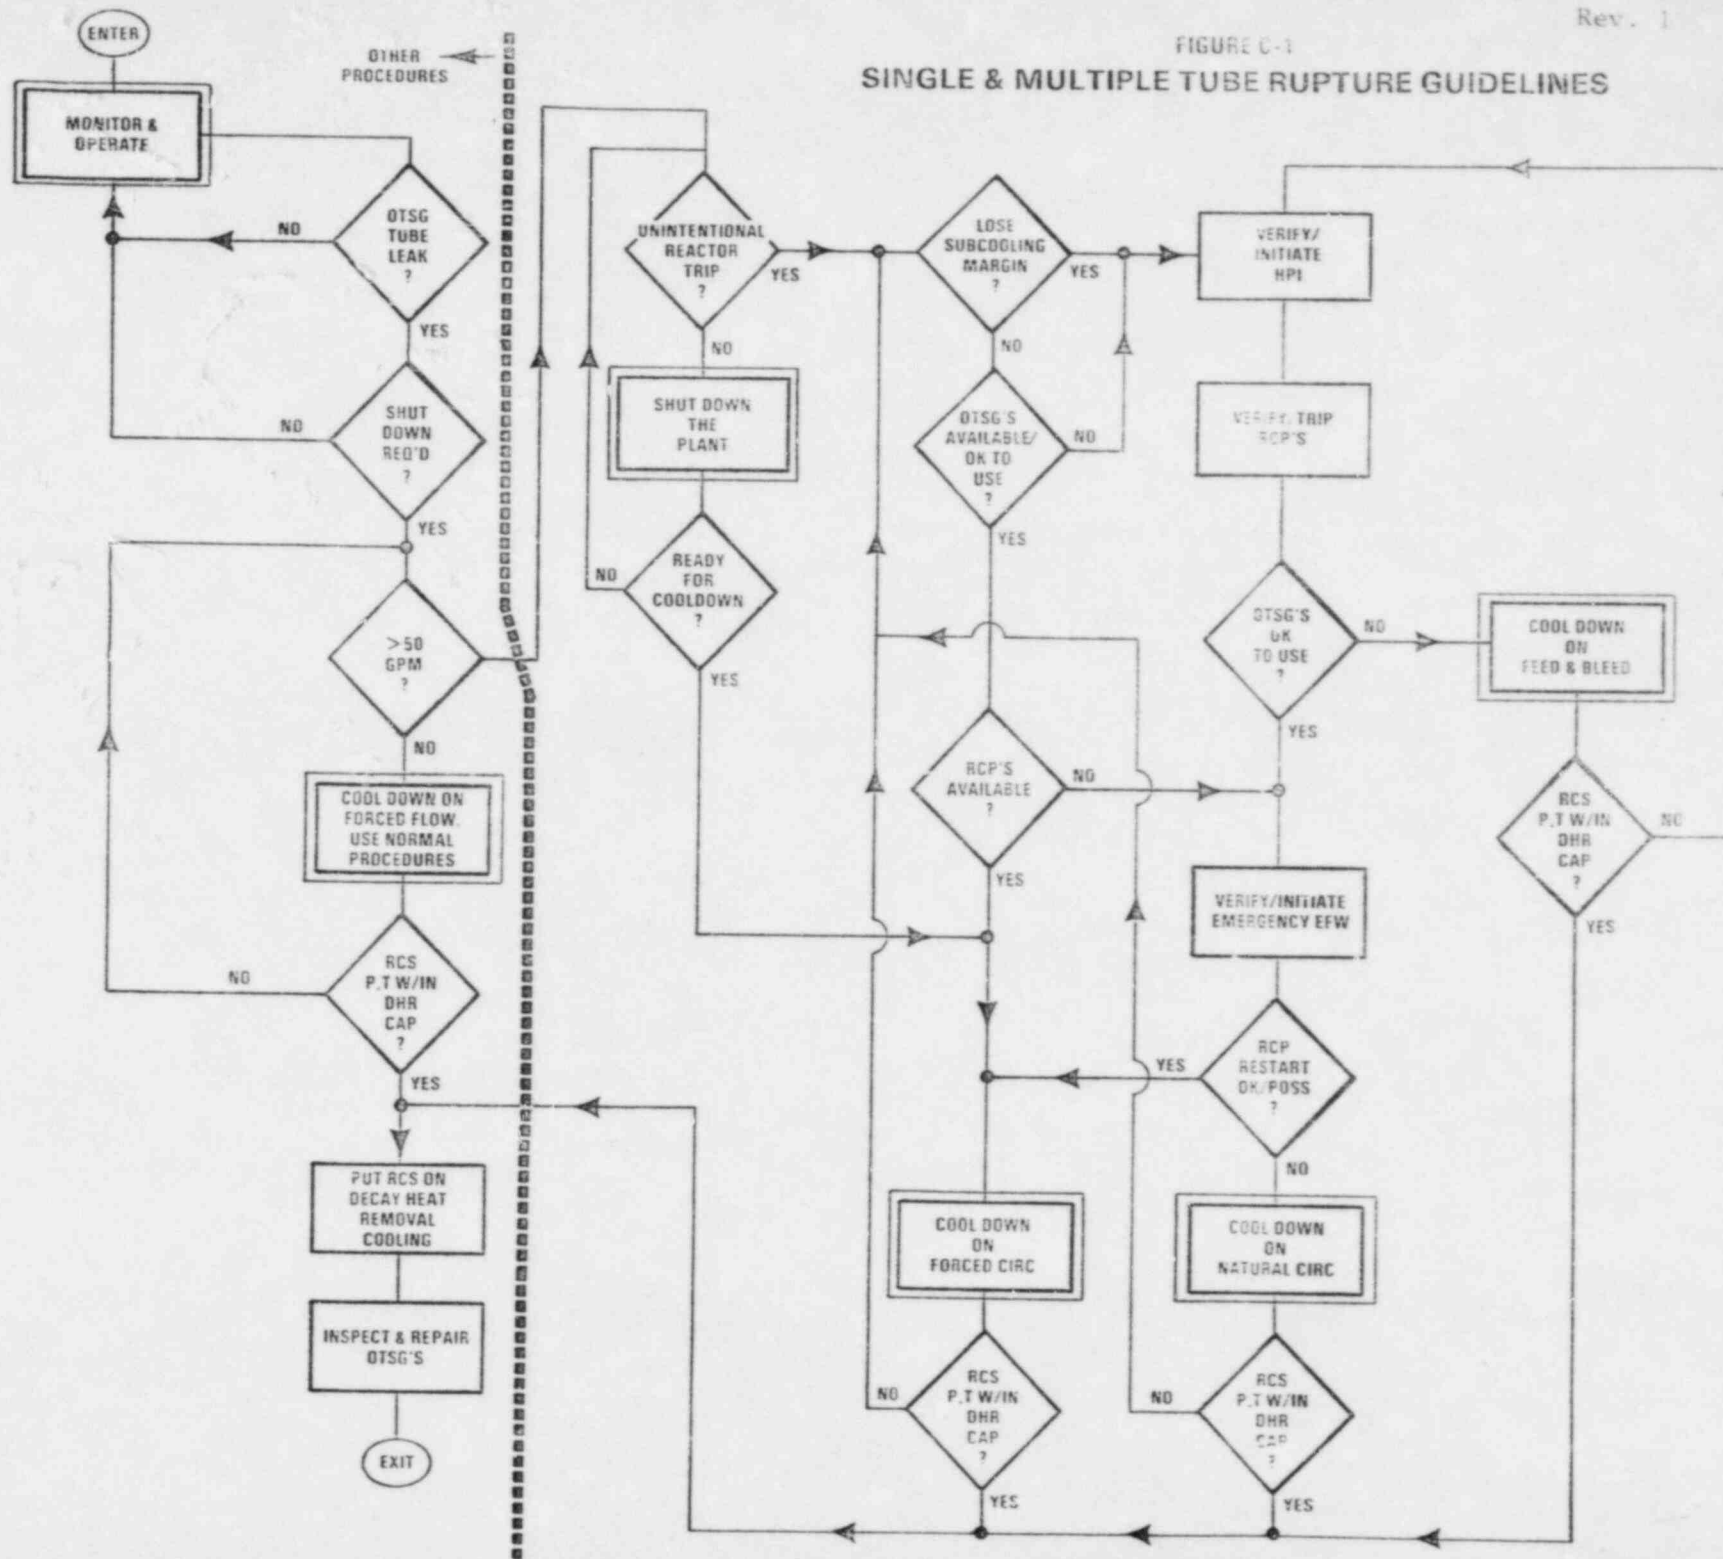 Rev. 1
FIGURE C-1
SINGLE & MULTIPLE TUBE RUPTURE GUIDELINES
ENTER
OTHER
PROCEDURES
MONITOR &
OPERATE
OTSG
TUBE
LEAK
?
NO
YES
SHUT
DOWN
REQ'D
?
NO
YES
>50
GPM
?
NO
COOL DOWN ON
FORCED FLOW.
USE NORMAL
PROCEDURES
RCS
P,T W/IN
DHR
CAP
?
NO
YES
PUT RCS ON
DECAY HEAT
REMOVAL
COOLING
INSPECT & REPAIR
OTSG'S
EXIT
UNINTENTIONAL
REACTOR
TRIP
?
YES
NO
SHUT DOWN
THE
PLANT
READY
FOR
COOLDOWN
?
NO
YES
LOSE
SUBCOOLING
MARGIN
?
YES
NO
OTSG'S
AVAILABLE/
OK TO
USE
?
NO
YES
RCP'S
AVAILABLE
?
NO
YES
COOL DOWN
ON
FORCED CIRC
RCS
P,T W/IN
DHR
CAP
?
NO
YES
VERIFY/
INITIATE
HPI
VERIFY/TRIP
RCP'S
OTSG'S
OK
TO USE
?
NO
YES
VERIFY/INITIATE
EMERGENCY EFW
RCP
RESTART
OK/POSS
?
YES
NO
COOL DOWN
ON
NATURAL CIRC
RCS
P,T W/IN
DHR
CAP
?
NO
YES
COOL DOWN
ON
FEED & BLEED
RCS
P,T W/IN
DHR
CAP
?
NO
YES